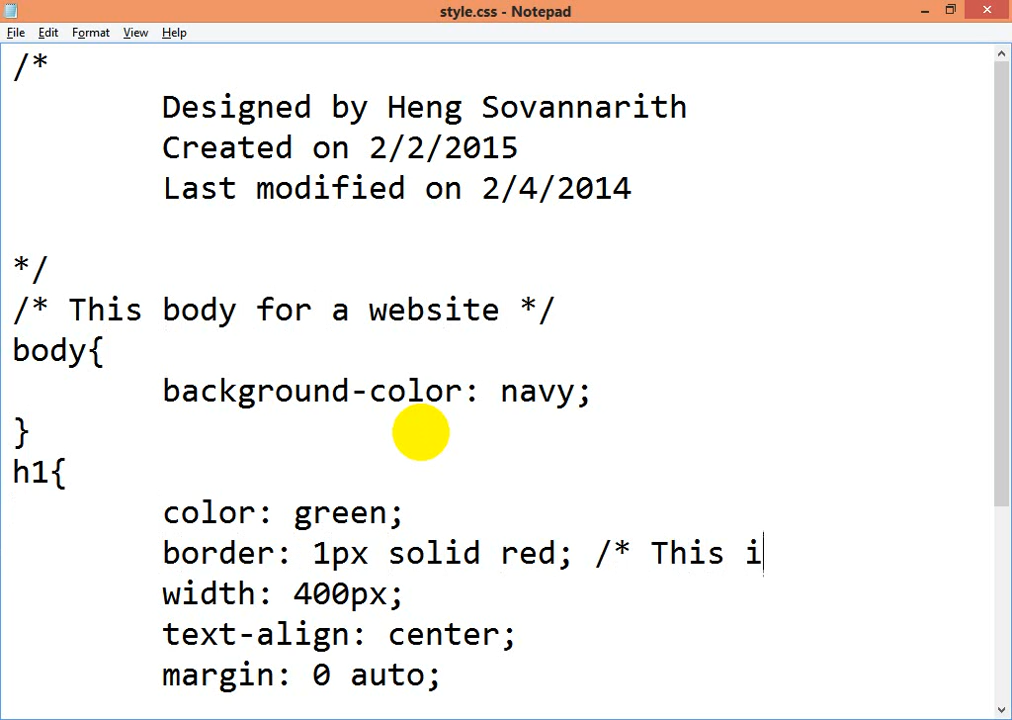 style.css - Notepad
File Edit Format View Help
/*
Designed by Heng Sovannarith
Created on 2/2/2015
Last modified on 2/4/2014
*/
/* This body for a website */
body{
background-color: navy;
}
h1{
color: green;
border: 1px solid red; /* This i
width: 400px;
text-align: center;
margin: 0 auto;